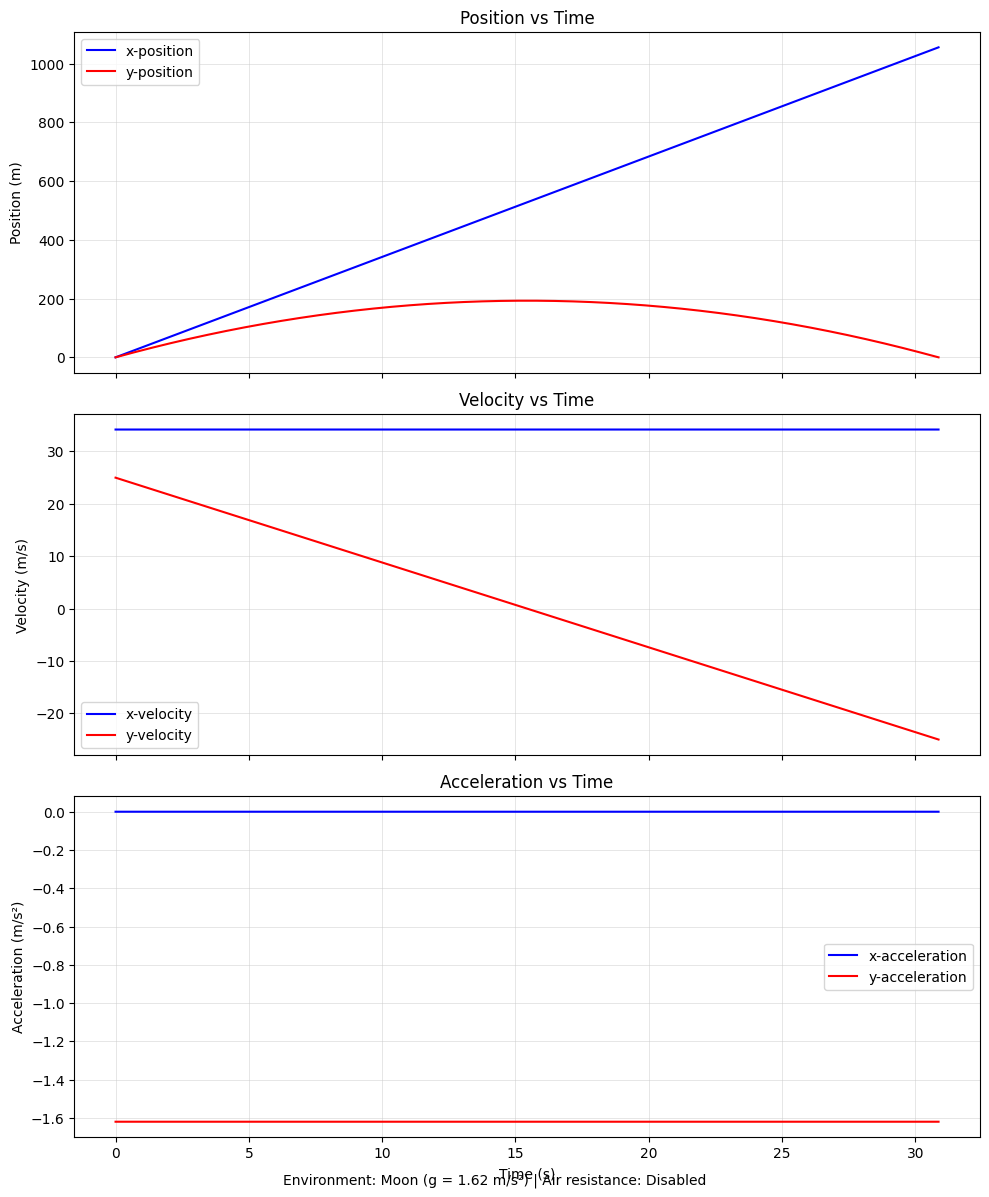 Position vs Time
x-position
y-position
Position (m)
1000
800
600
400
200
0
Velocity vs Time
x-velocity
y-velocity
Velocity (m/s)
30
20
10
0
−10
−20
Acceleration vs Time
x-acceleration
y-acceleration
Acceleration (m/s²)
0.0
−0.2
−0.4
−0.6
−0.8
−1.0
−1.2
−1.4
−1.6
0 5 10 15 20 25 30
Time (s)
Environment: Moon (g = 1.62 m/s²) | Air resistance: Disabled